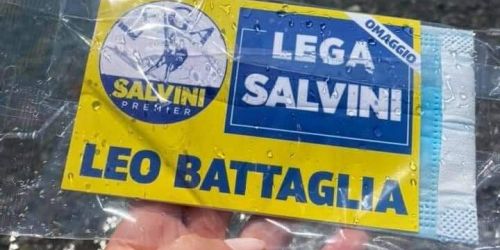 LEGA
SALVINI
PREMIER
LEGA
SALVINI
OMAGGIO
LEO BATTAGLIA